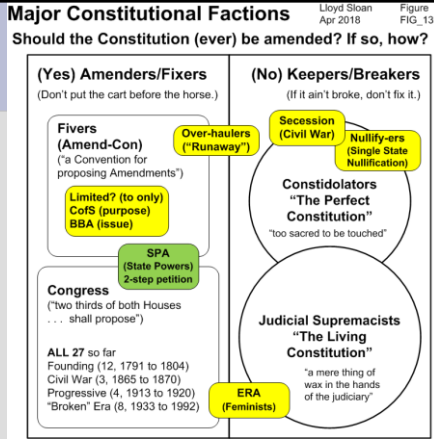 Major Constitutional Factions
Lloyd Sloan
Apr 2018
Figure
FIG_13
Should the Constitution (ever) be amended? If so, how?
(Yes) Amenders/Fixers
(Don't put the cart before the horse.)
Fivers
(Amend-Con)
("a Convention for
proposing Amendments")
Limited? (to only)
CofS (purpose)
BBA (issue)
Over-haulers
("Runaway")
SPA
(State Powers)
2-step petition
Congress
("two thirds of both Houses
. . . shall propose")
ALL 27 so far
Founding (12, 1791 to 1804)
Civil War (3, 1865 to 1870)
Progressive (4, 1913 to 1920)
"Broken" Era (8, 1933 to 1992)
(No) Keepers/Breakers
(If it ain't broke, don't fix it.)
Secession
(Civil War)
Nullify-ers
(Single State
Nullification)
Constidolators
"The Perfect
Constitution"
"too sacred to be touched"
Judicial Supremacists
"The Living
Constitution"
"a mere thing of
wax in the hands
of the judiciary"
ERA
(Feminists)